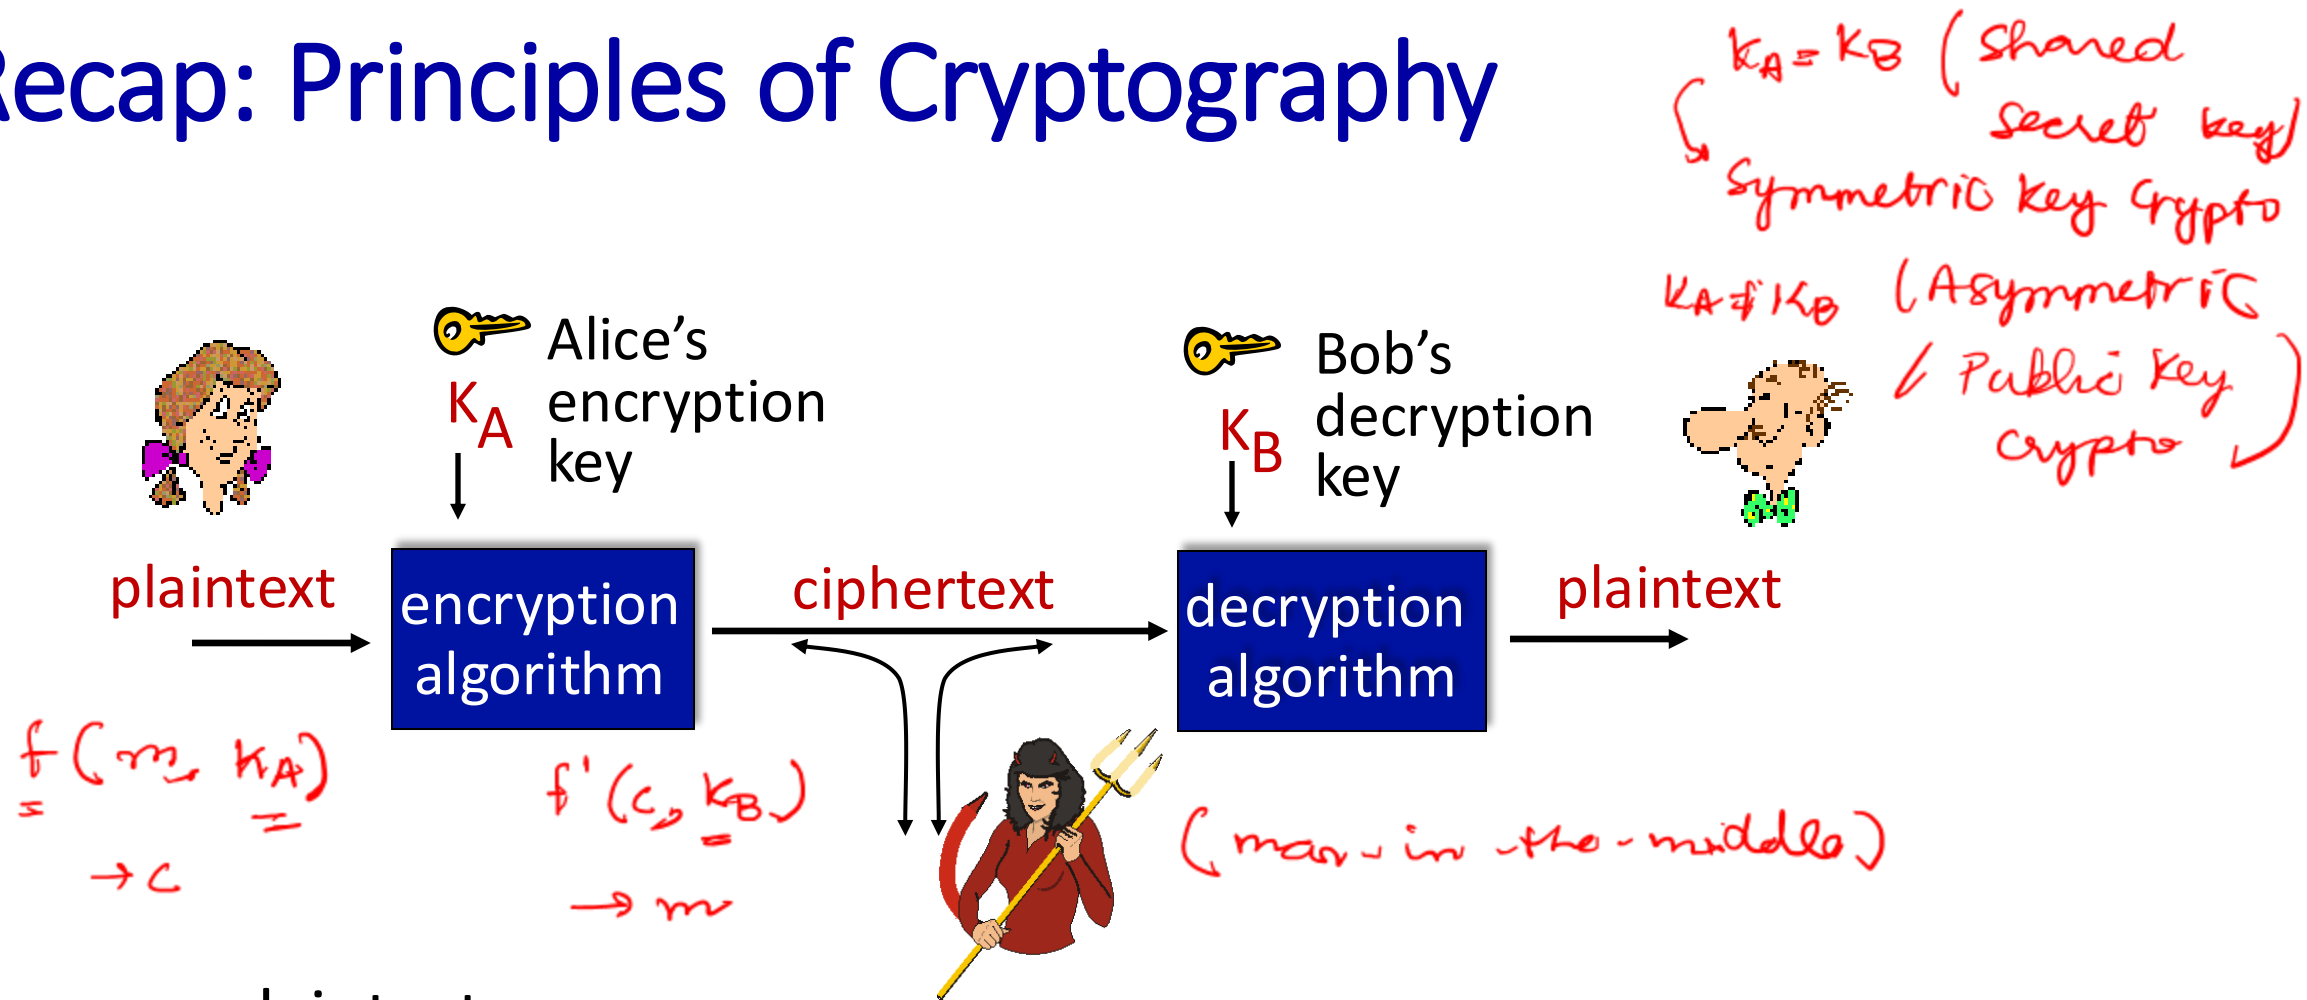 Recap: Principles of Cryptography
KA = KB (Shared
secret key)
Symmetric Key Crypto
KA ≠ KB (Asymmetric
/ Public Key
Crypto)
Alice's
encryption
key
KA
Bob's
decryption
key
KB
plaintext
encryption
algorithm
ciphertext
decryption
algorithm
plaintext
f(m, KA)
→ c
f'(c, KB)
→ m
(man-in-the-middle)